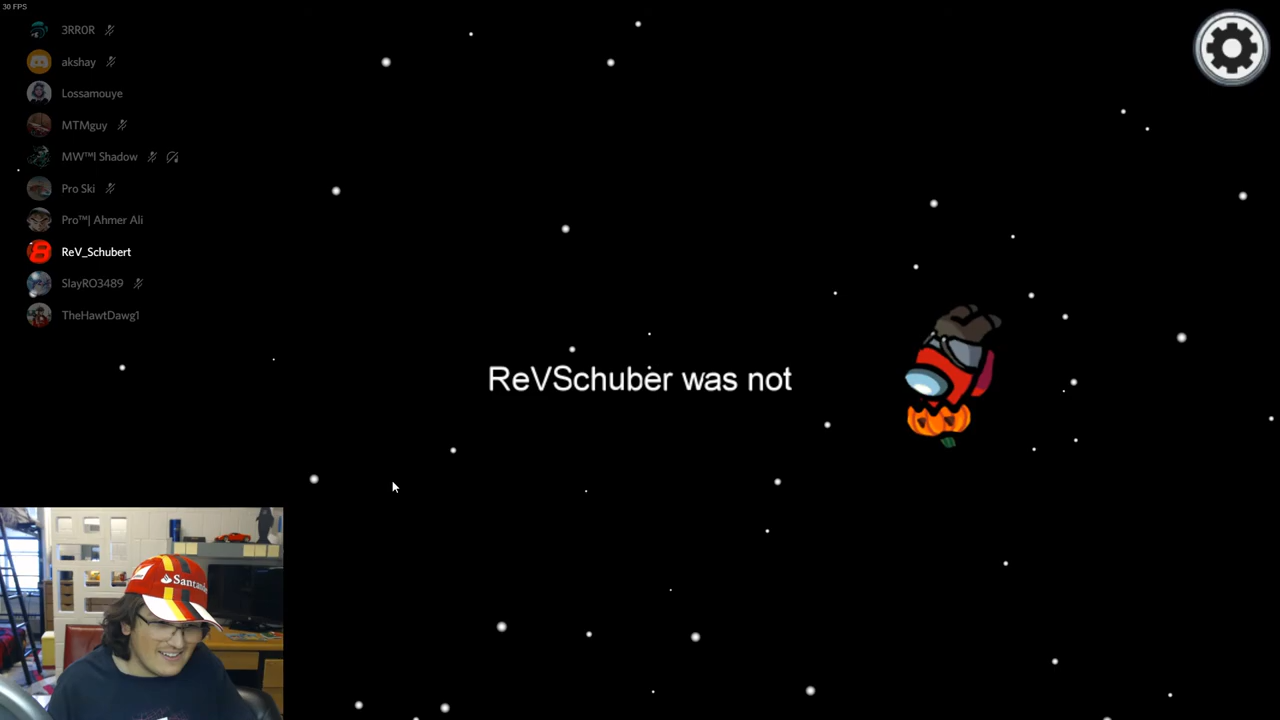 30 FPS
3RR0R
akshay
Lossamouye
MTMguy
MW™| Shadow
Pro Ski
Pro™| Ahmer Ali
ReV_Schubert
SlayRO3489
TheHawtDawg1
ReVSchuber was not
Santander